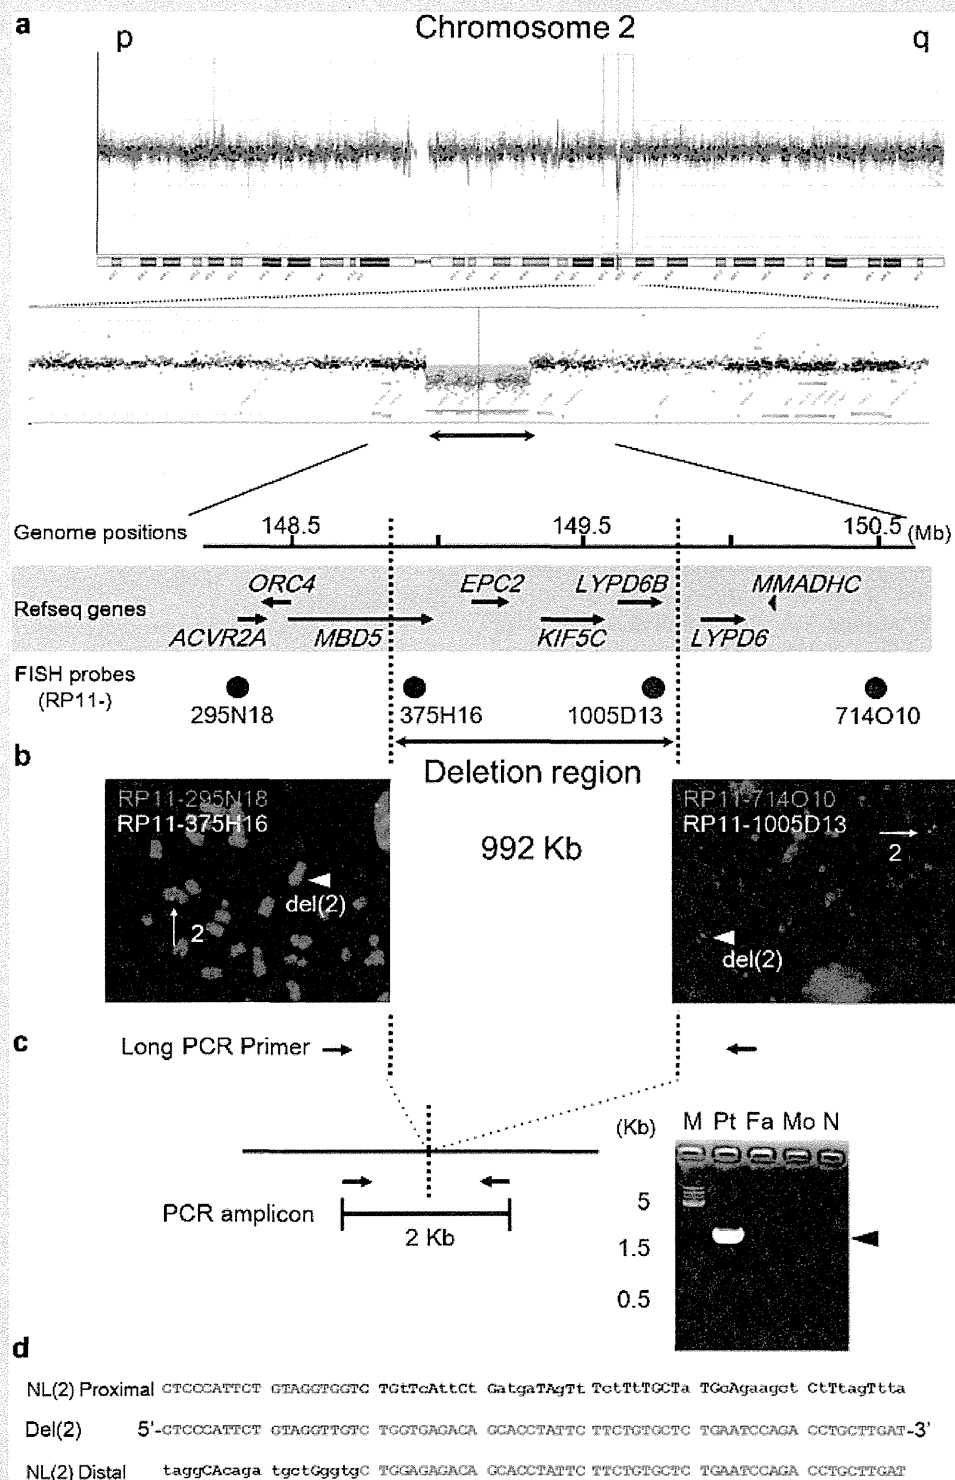 a
Chromosome 2
p
q
Genome positions
148.5
149.5
150.5
(Mb)
Refseq genes
ORC4
EPC2
LYPD6B
MMADHC
ACVR2A
MBD5
KIF5C
LYPD6
FISH probes
(RP11-)
295N18
375H16
1005D13
714O10
b
Deletion region
992 Kb
RP11-295N18
RP11-375H16
2
del(2)
RP11-714O10
RP11-1005D13
2
del(2)
c
Long PCR Primer
PCR amplicon
2 Kb
(Kb)
M Pt Fa Mo N
5
1.5
0.5
d
NL(2) Proximal CTCCCATTCT GTAGGTGGTC TGtTcAttCt GatgaTAgTt TctTtTGCTa TGcAgaagct CtTtagTtta
Del(2) 5'-CTCCCATTCT GTAGGTTGTC TGGTGAGACA GCACCTATTC TTCTGTGCTC TGAATCCAGA CCTGCTTGAT-3'
NL(2) Distal taggCAcaga tgctGggtgC TGGAGAGACA GCACCTATTC TTCTGTGCTC TGAATCCAGA CCTGCTTGAT